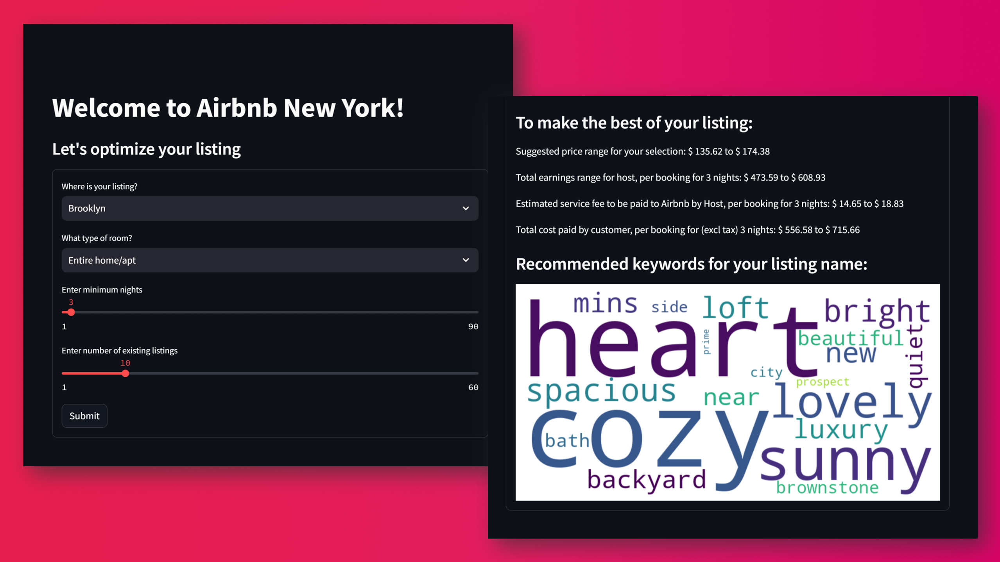 Welcome to Airbnb New York!
Let's optimize your listing
Where is your listing?
Brooklyn
What type of room?
Entire home/apt
Enter minimum nights
3
1 90
Enter number of existing listings
10
1 60
Submit
To make the best of your listing:
Suggested price range for your selection: $ 135.62 to $ 174.38
Total earnings range for host, per booking for 3 nights: $ 473.59 to $ 608.93
Estimated service fee to be paid to Airbnb by Host, per booking for 3 nights: $ 14.65 to $ 18.83
Total cost paid by customer, per booking for (excl tax) 3 nights: $ 556.58 to $ 715.66
Recommended keywords for your listing name:
mins
side
loft
bright
heart
prime
beautiful
quiet
new
city
prospect
spacious
near
lovely
cozy
bath
luxury
sunny
backyard
brownstone